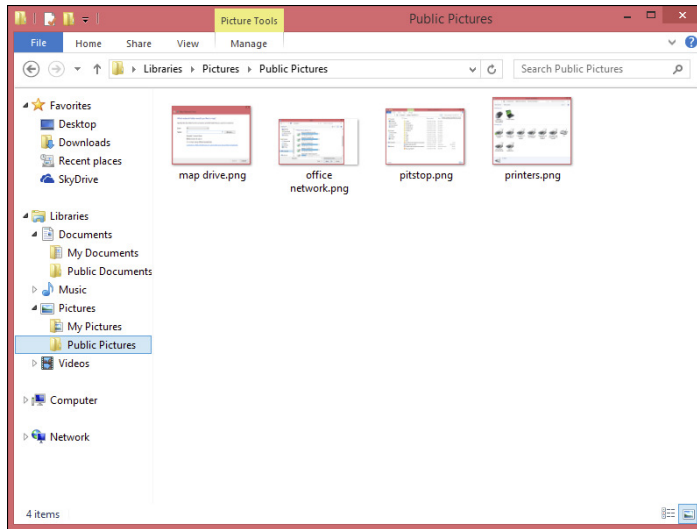 Picture Tools
Public Pictures
File
Home
Share
View
Manage
Libraries
Pictures
Public Pictures
Search Public Pictures
Favorites
Desktop
Downloads
Recent places
SkyDrive
Libraries
Documents
My Documents
Public Documents
Music
Pictures
My Pictures
Public Pictures
Videos
Computer
Network
map drive.png
office
network.png
pitstop.png
printers.png
4 items